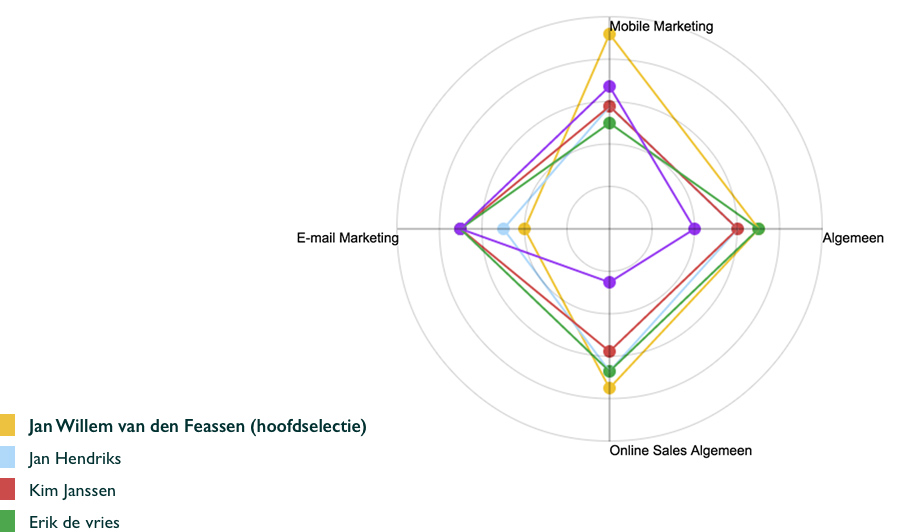 Mobile Marketing
E-mail Marketing
Algemeen
Online Sales Algemeen
Jan Willem van den Feassen (hoofdselectie)
Jan Hendriks
Kim Janssen
Erik de vries